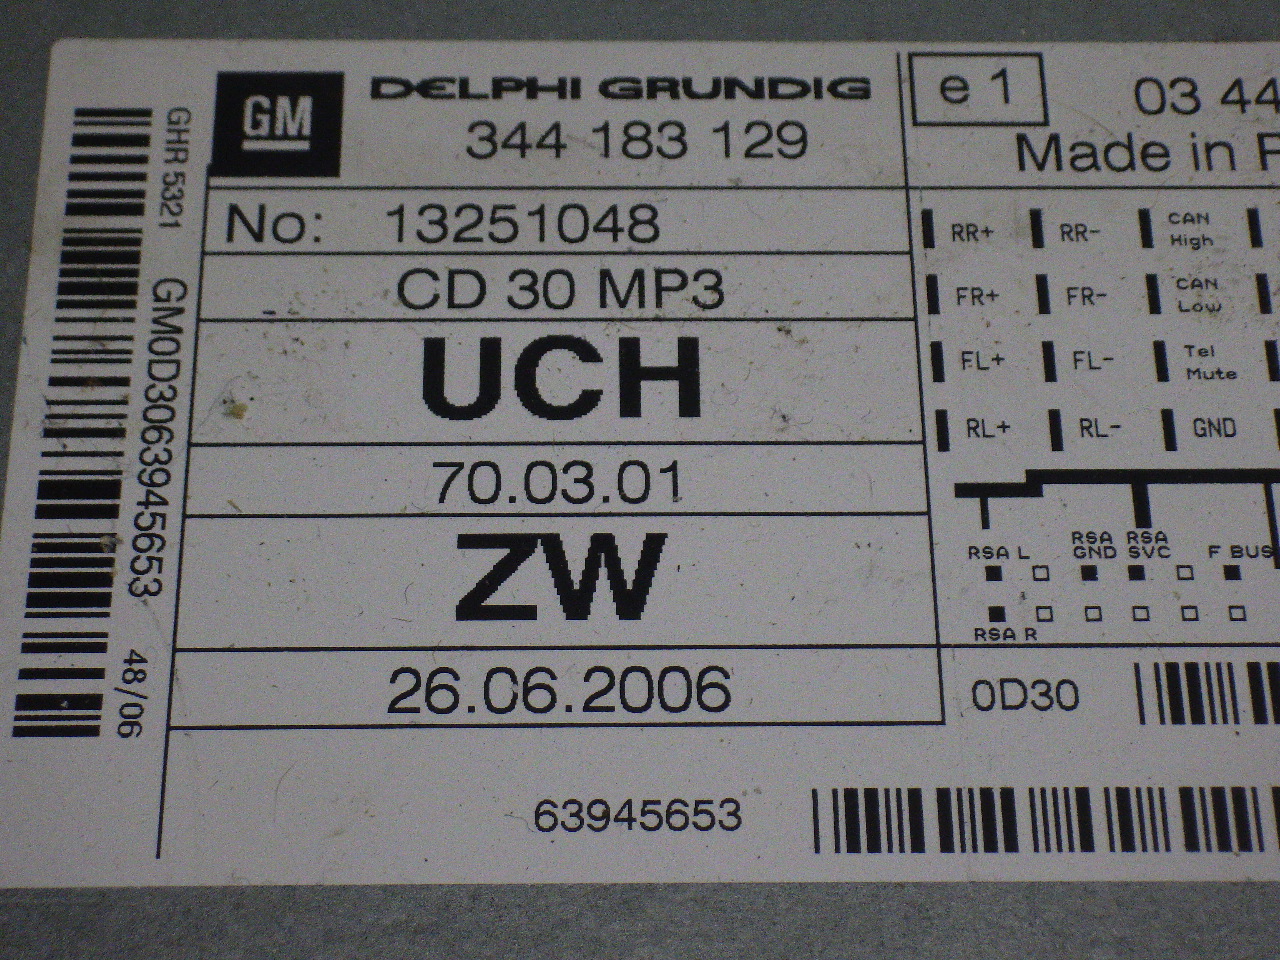 GM
DELPHI GRUNDIG
344 183 129
No: 13251048
CD 30 MP3
UCH
70.03.01
ZW
26.06.2006
63945653
GHR 5321
GM0D3063945653
48/06
e 1
03 44
Made in
RR+ RR- CAN High
FR+ FR- CAN Low
FL+ FL- Tel Mute
RL+ RL- GND
RSA L RSA GND RSA SVC F BUS
RSA R
0D30